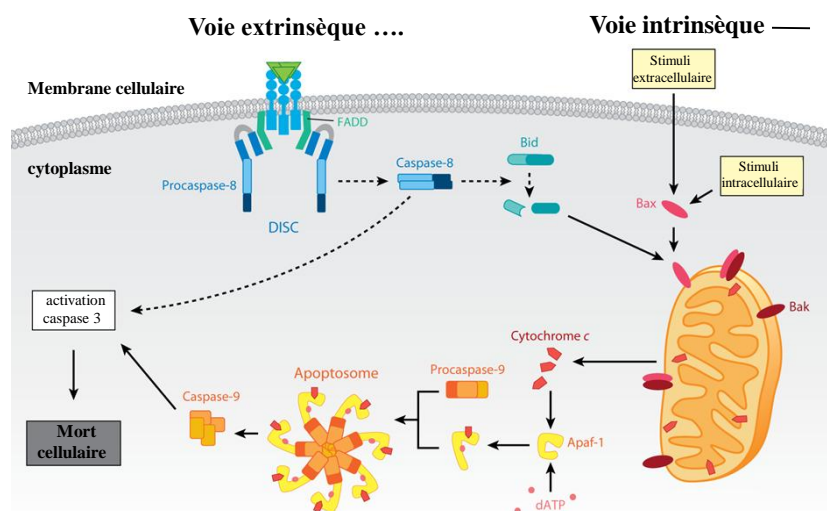 Voie extrinsèque ….
Voie intrinsèque
Stimuli
extracellulaire
Membrane cellulaire
FADD
cytoplasme
Procaspase-8
Caspase-8
Bid
Stimuli
intracellulaire
Bax
DISC
activation
caspase 3
Bak
Cytochrome c
Procaspase-9
Apoptosome
Caspase-9
Apaf-1
Mort
cellulaire
dATP